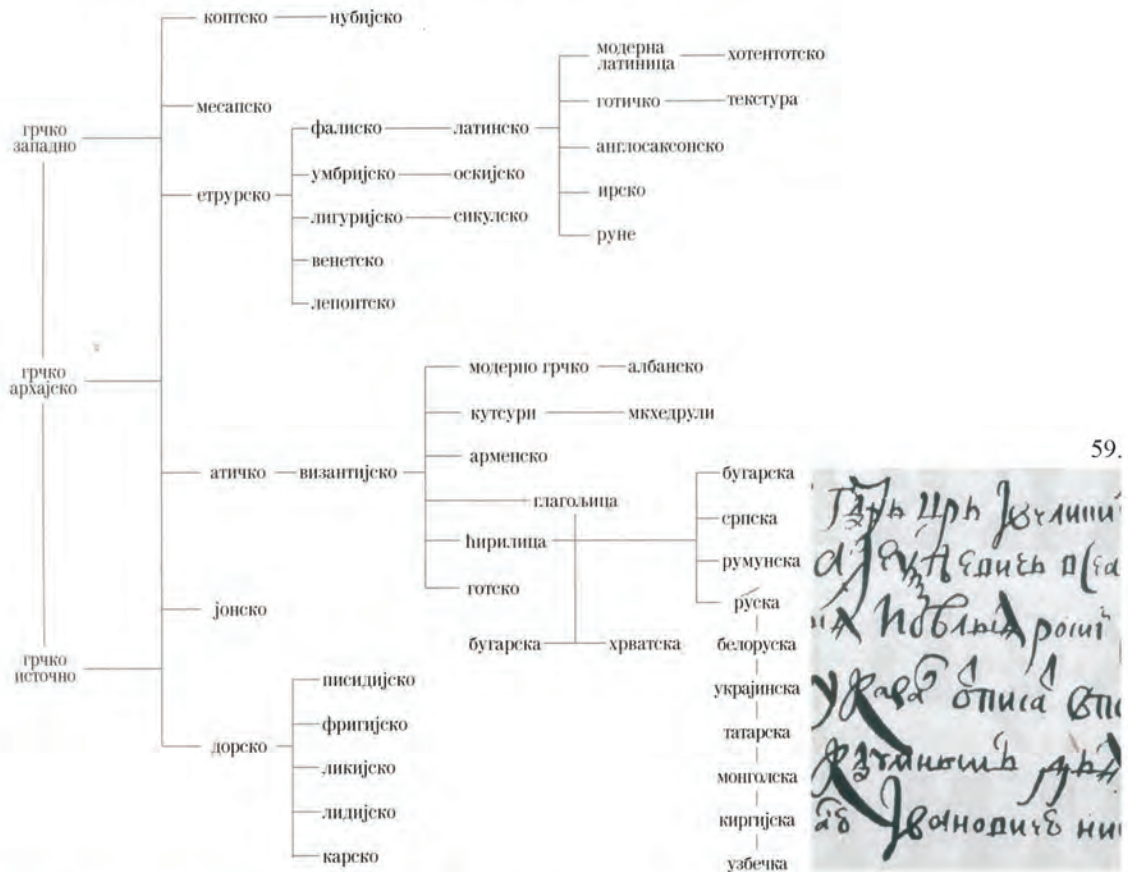 коптско нубијско
модерна латиница хотентотско
месапско
готичко текстура
грчко западно
фалиско латинско
англосаксонско
умбријско оскијско
етрурско
ирско
лигуријско сикулско
руне
венетско
лепонтско
модерно грчко албанско
грчко архајско
кутсури мкхедрули
арменско
59.
атичко византијско
бугарска
глагољица
српска
ћирилица
румунска
готско
руска
јонско
бугарска хрватска
белоруска
грчко источно
писидијско
украјинска
фригијско
татарска
дорско
ликијско
монголска
лидијско
киргијска
карско
узбечка